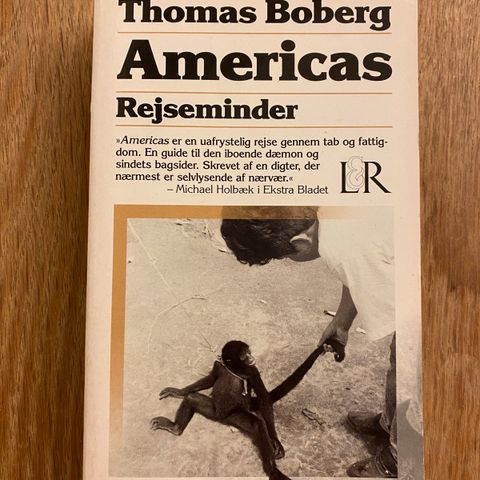 Thomas Boberg
Americas
Rejseminder
»Americas er en uafrystelig rejse gennem tab og fattig-
dom. En guide til den iboende dæmon og
sindets bagsider. Skrevet af en digter, der
nærmest er selvlysende af nærvær.«
– Michael Holbæk i Ekstra Bladet
L&R